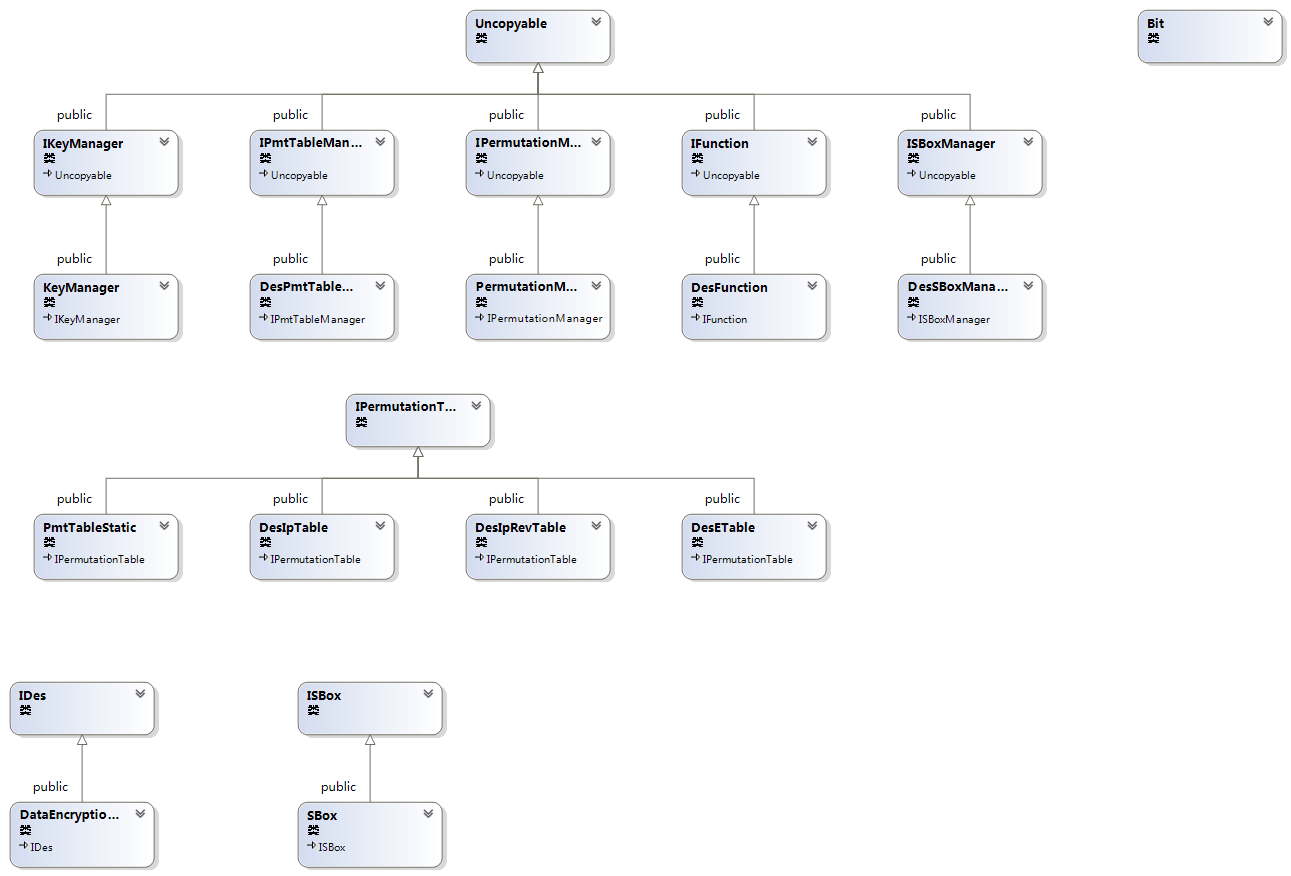 Uncopyable
Bit
public public public public public
IKeyManager
Uncopyable
IPmtTableMan...
Uncopyable
IPermutationM...
Uncopyable
IFunction
Uncopyable
ISBoxManager
Uncopyable
public public public public public
KeyManager
IKeyManager
DesPmtTable...
IPmtTableManager
PermutationM...
IPermutationManager
DesFunction
IFunction
DesSBoxMana...
ISBoxManager
IPermutationT...
public public public public
PmtTableStatic
IPermutationTable
DesIpTable
IPermutationTable
DesIpRevTable
IPermutationTable
DesETable
IPermutationTable
IDes
ISBox
public public
DataEncryptio...
IDes
SBox
ISBox